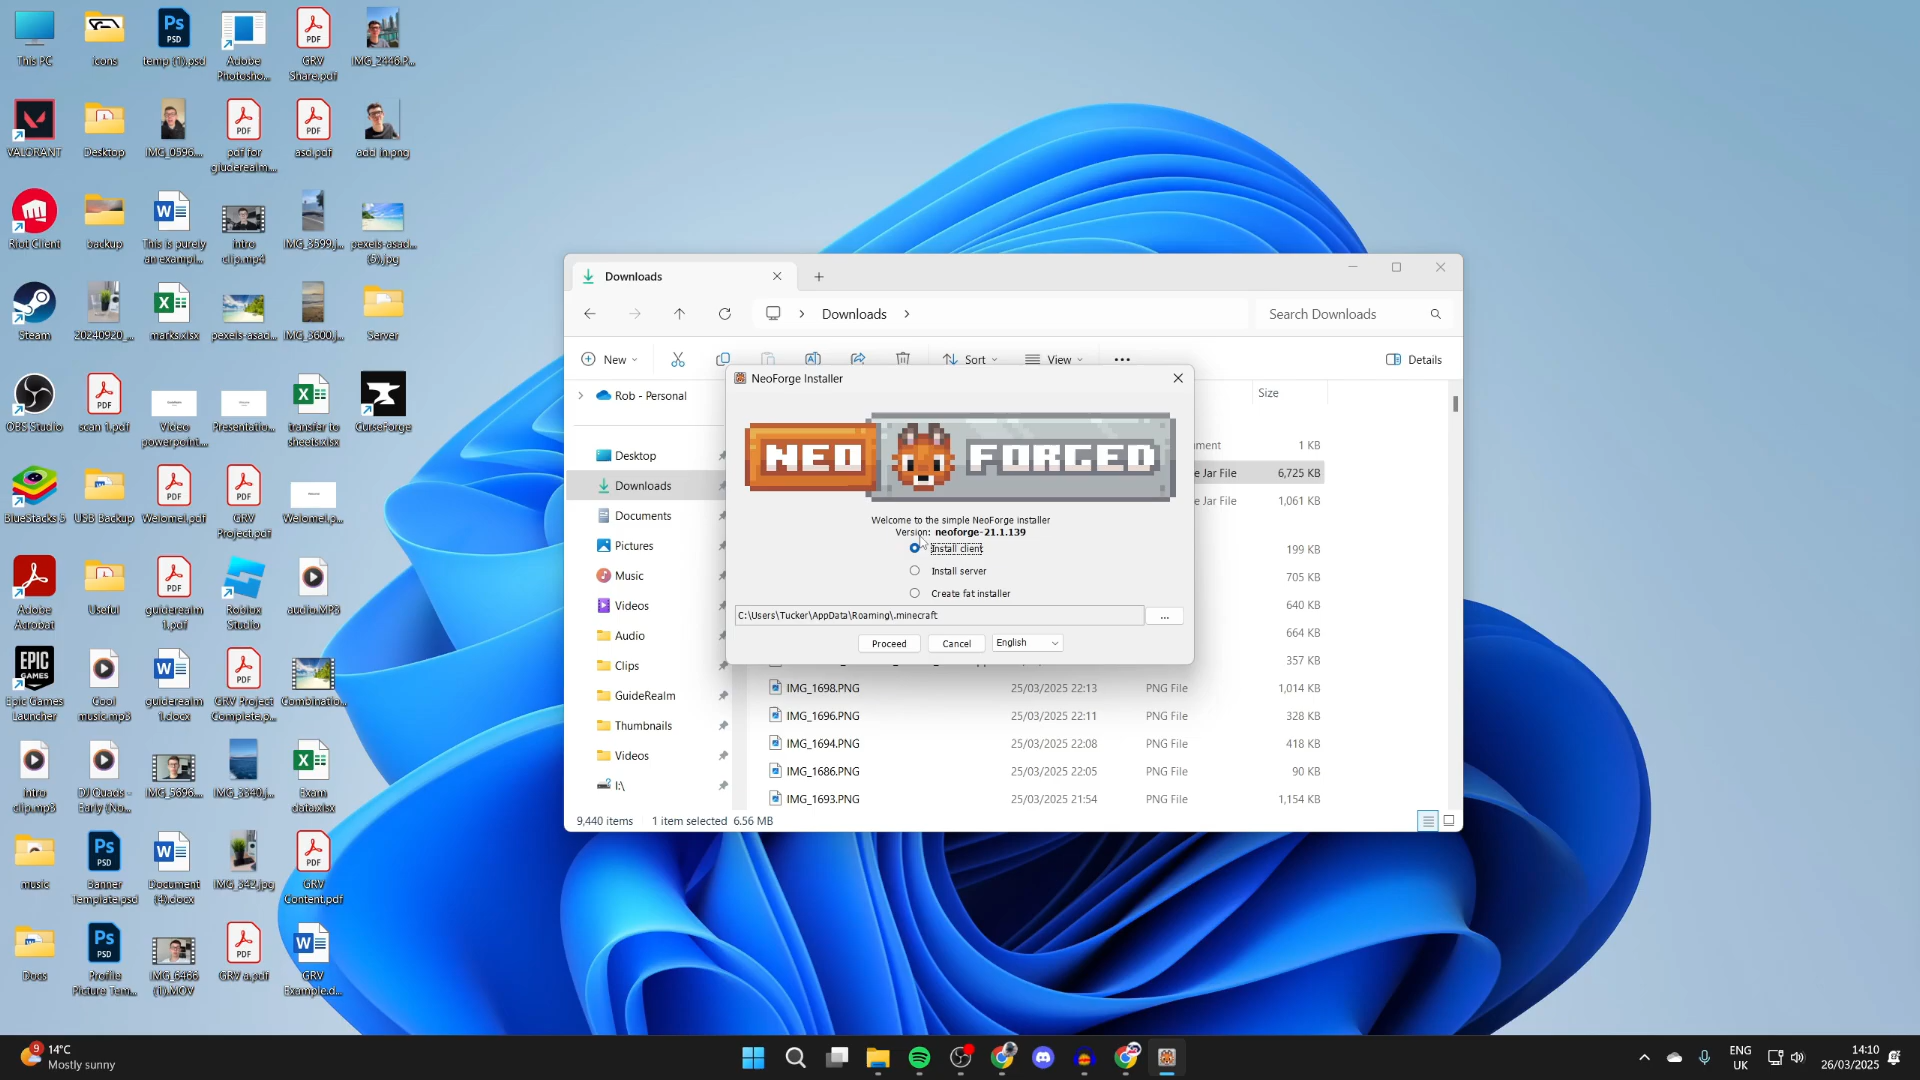 This PC
icons
temp (1).psd
Adobe
Photosho...
GRV
Share.pdf
IMG_2446.P...
VALORANT
Desktop
IMG_0596...
pdf for
giuderealm...
asd.pdf
add in.png
Riot Client
backup
This is purely
an exampl...
intro
clip.mp4
IMG_3599.j...
pexels-asad...
(5).jpg
Steam
20240920_...
marks.xlsx
pexels-asad...
IMG_3600.j...
Server
OBS Studio
scan 1.pdf
Video
powerpoint...
Presentatio...
transfer to
sheets.xlsx
CurseForge
BlueStacks 5
USB Backup
Welomel.pdf
GRV
Project.pdf
Welomel.p...
Adobe
Acrobat
Useful
guiderealm
1.pdf
Roblox
Studio
audio.MP3
Epic Games
Launcher
Cool
music.mp3
guiderealm
1.docx
GRV Project
Complete.p...
Combinatio...
intro
clip.mp3
DJ Quads -
Early (No...
IMG_5696...
IMG_3340.j...
Exam
data.xlsx
music
Banner
Template.psd
Document
(4).docx
IMG_342.jpg
GRV
Content.pdf
Docs
Profile
Picture Tem...
IMG_6466
(1).MOV
GRV a.pdf
GRV
Example.d...
Downloads
Downloads
Search Downloads
New
Sort
View
Details
Rob - Personal
Desktop
Downloads
Documents
Pictures
Music
Videos
Audio
Clips
GuideRealm
Thumbnails
Videos
I:\
Size
ment 1 KB
e Jar File 6,725 KB
e Jar File 1,061 KB
199 KB
705 KB
640 KB
664 KB
357 KB
IMG_1698.PNG 25/03/2025 22:13 PNG File 1,014 KB
IMG_1696.PNG 25/03/2025 22:11 PNG File 328 KB
IMG_1694.PNG 25/03/2025 22:08 PNG File 418 KB
IMG_1686.PNG 25/03/2025 22:05 PNG File 90 KB
IMG_1693.PNG 25/03/2025 21:54 PNG File 1,154 KB
9,440 items 1 item selected 6.56 MB
NeoForge Installer
NEO FORGED
Welcome to the simple NeoForge installer
Version: neoforge-21.1.139
Install client
Install server
Create fat installer
C:\Users\Tucker\AppData\Roaming\.minecraft
...
Proceed
Cancel
English
9
14°C
Mostly sunny
ENG
UK
14:10
26/03/2025